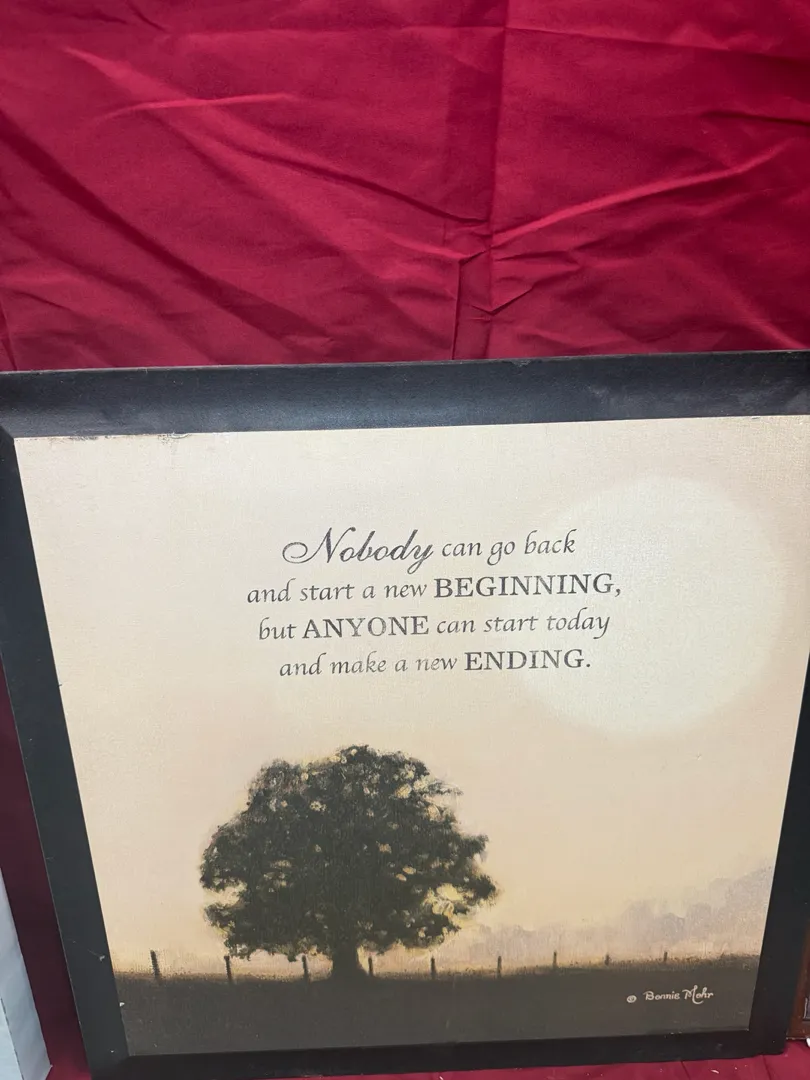 Nobody can go back
and start a new BEGINNING,
but ANYONE can start today
and make a new ENDING.
© Bonnie Mohr